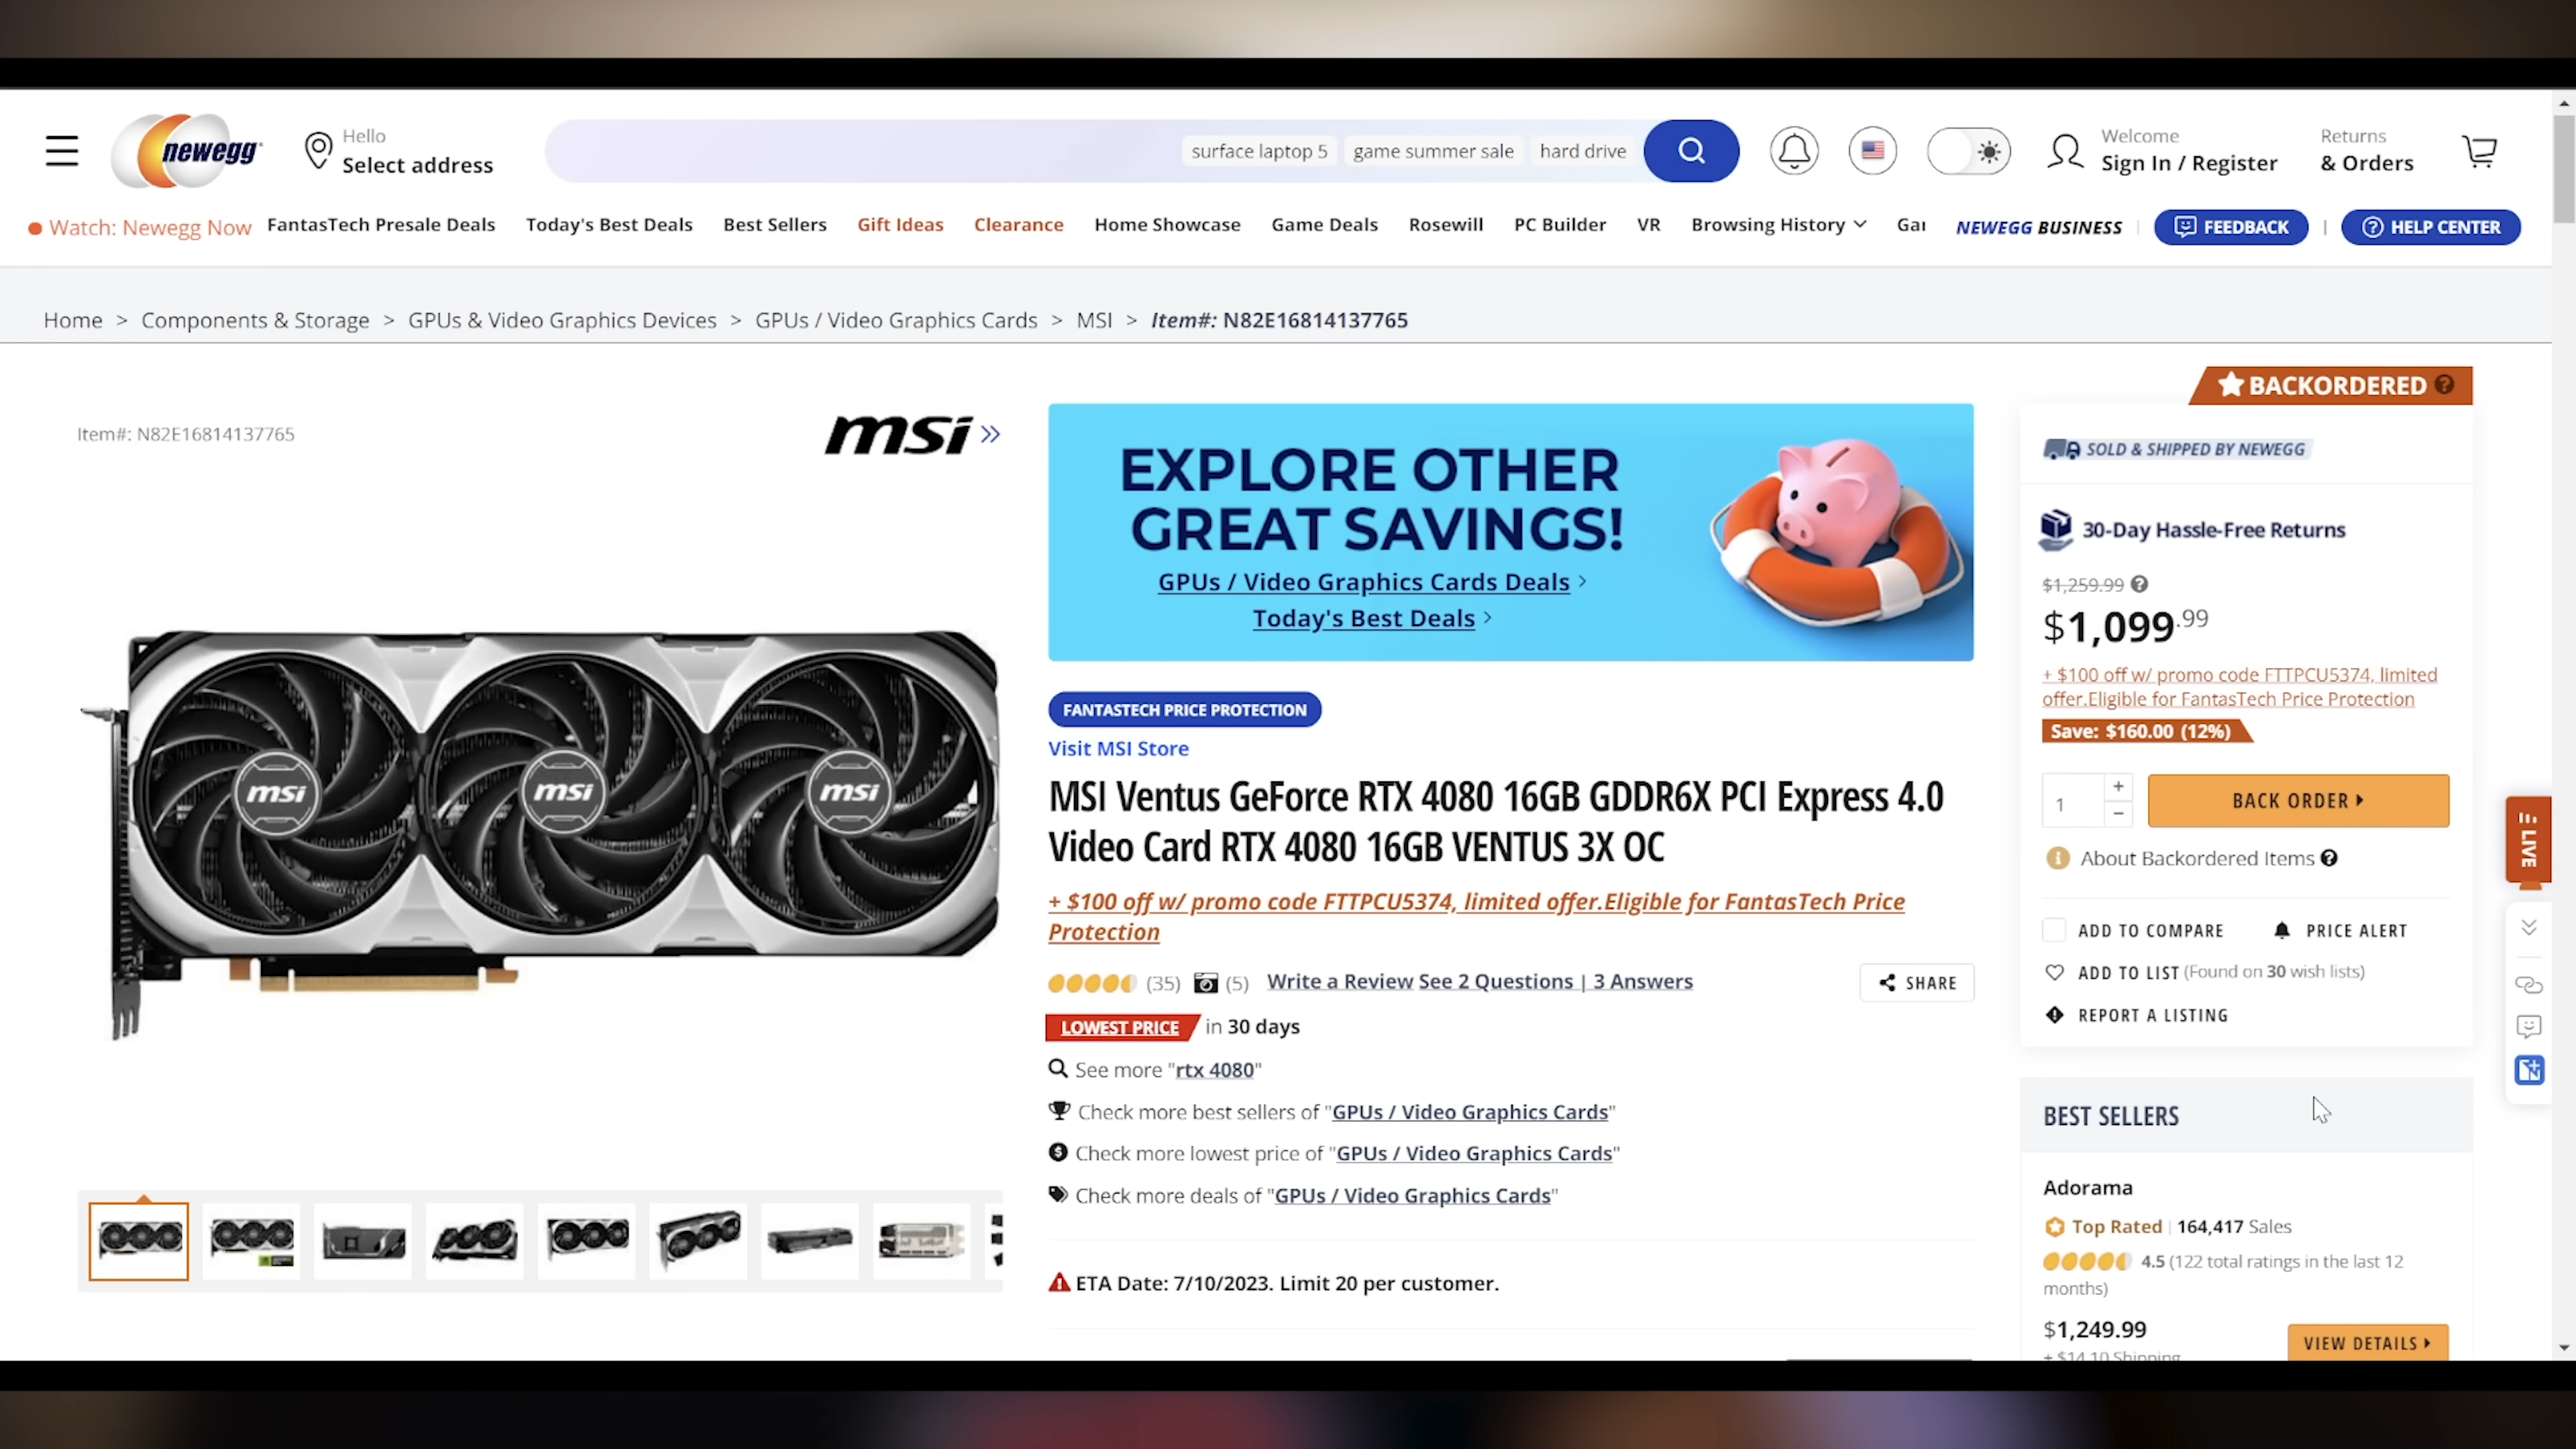 Hello
Select address
newegg
surface laptop 5
game summer sale
hard drive
Welcome
Sign In / Register
Returns
& Orders
Watch: Newegg Now
FantasTech Presale Deals
Today's Best Deals
Best Sellers
Gift Ideas
Clearance
Home Showcase
Game Deals
Rosewill
PC Builder
VR
Browsing History
Gar
NEWEGG BUSINESS
FEEDBACK
HELP CENTER
Home > Components & Storage > GPUs & Video Graphics Devices > GPUs / Video Graphics Cards > MSI > Item#: N82E16814137765
Item#: N82E16814137765
msi »
msi
msi
msi
EXPLORE OTHER
GREAT SAVINGS!
GPUs / Video Graphics Cards Deals >
Today's Best Deals >
FANTASTECH PRICE PROTECTION
Visit MSI Store
MSI Ventus GeForce RTX 4080 16GB GDDR6X PCI Express 4.0
Video Card RTX 4080 16GB VENTUS 3X OC
+ $100 off w/ promo code FTTPCU5374, limited offer.Eligible for FantasTech Price
Protection
(35) (5) Write a Review See 2 Questions | 3 Answers
SHARE
LOWEST PRICE in 30 days
See more "rtx 4080"
Check more best sellers of "GPUs / Video Graphics Cards"
Check more lowest price of "GPUs / Video Graphics Cards"
Check more deals of "GPUs / Video Graphics Cards"
ETA Date: 7/10/2023. Limit 20 per customer.
BACKORDERED ?
SOLD & SHIPPED BY NEWEGG
30-Day Hassle-Free Returns
$1,259.99 ?
$1,099.99
+ $100 off w/ promo code FTTPCU5374, limited
offer.Eligible for FantasTech Price Protection
Save: $160.00 (12%)
1 + −
BACK ORDER
About Backordered Items ?
ADD TO COMPARE
PRICE ALERT
ADD TO LIST (Found on 30 wish lists)
REPORT A LISTING
LIVE
BEST SELLERS
Adorama
Top Rated | 164,417 Sales
4.5 (122 total ratings in the last 12
months)
$1,249.99
VIEW DETAILS
+ $14.10 Shipping